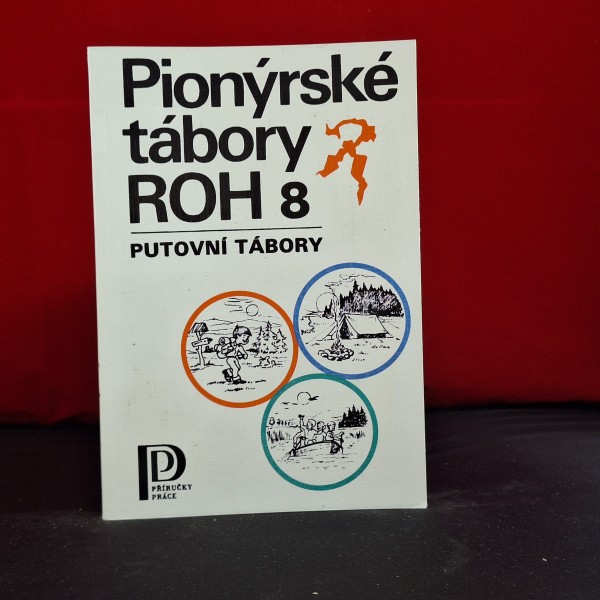 Pionýrské
tábory
ROH 8
PUTOVNÍ TÁBORY
PŘÍRUČKY
PRÁCE